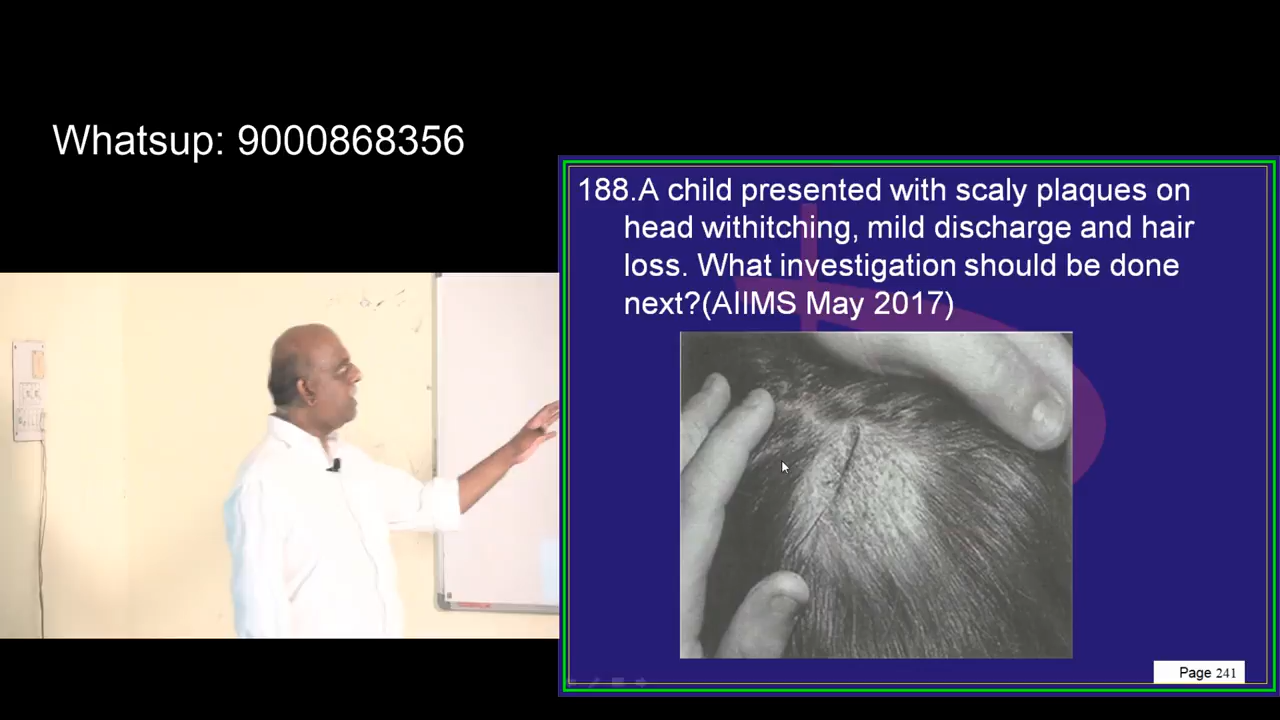 Whatsup: 9000868356
188.A child presented with scaly plaques on
head withitching, mild discharge and hair
loss. What investigation should be done
next?(AIIMS May 2017)
Page 241